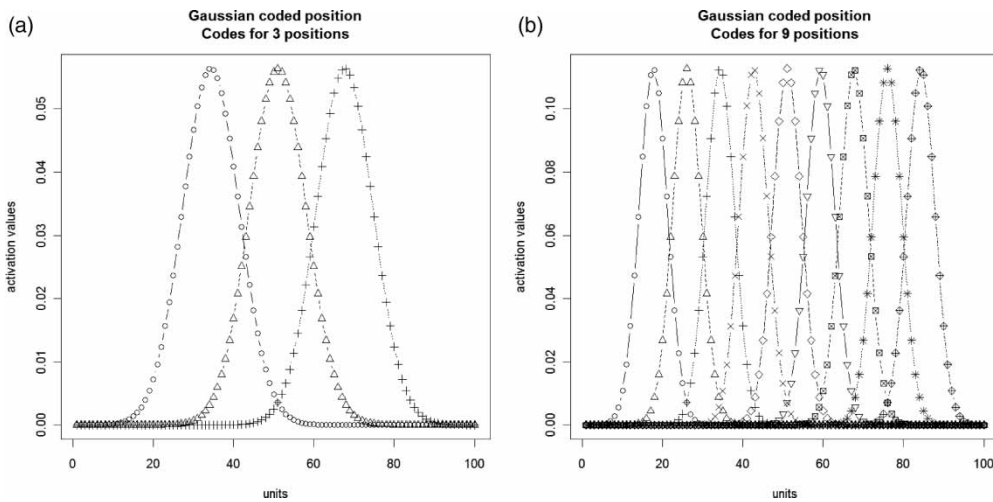 (a)
Gaussian coded position
Codes for 3 positions
activation values
0.05
0.04
0.03
0.02
0.01
0.00
0
20
40
60
80
100
units
(b)
Gaussian coded position
Codes for 9 positions
activation values
0.10
0.08
0.06
0.04
0.02
0.00
0
20
40
60
80
100
units